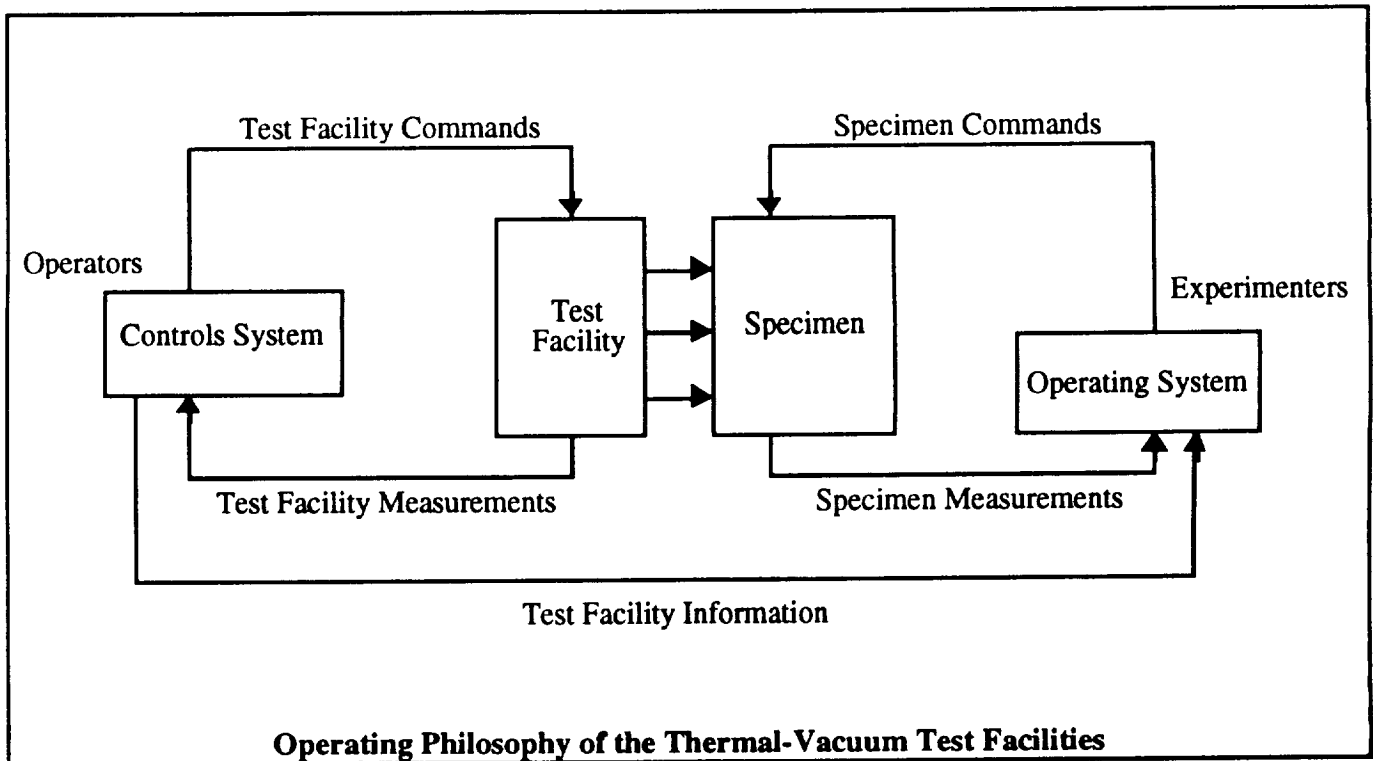 Test Facility Commands
Specimen Commands
Operators
Experimenters
Controls System
Test
Facility
Specimen
Operating System
Test Facility Measurements
Specimen Measurements
Test Facility Information
Operating Philosophy of the Thermal-Vacuum Test Facilities